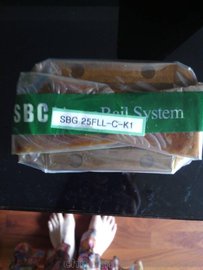 SBC Rail System
SBG 25FLL-C-K1